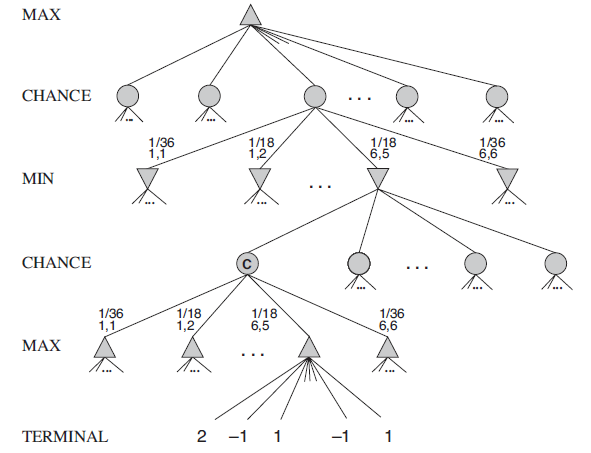 MAX
CHANCE
...
... ... ... ... ...
1/36 1/18 1/18 1/36
1,1 1,2 6,5 6,6
MIN
...
... ... ...
CHANCE
C ...
... ... ...
1/36 1/18 1/18 1/36
1,1 1,2 6,5 6,6
MAX
...
... ... ...
TERMINAL 2 –1 1 –1 1